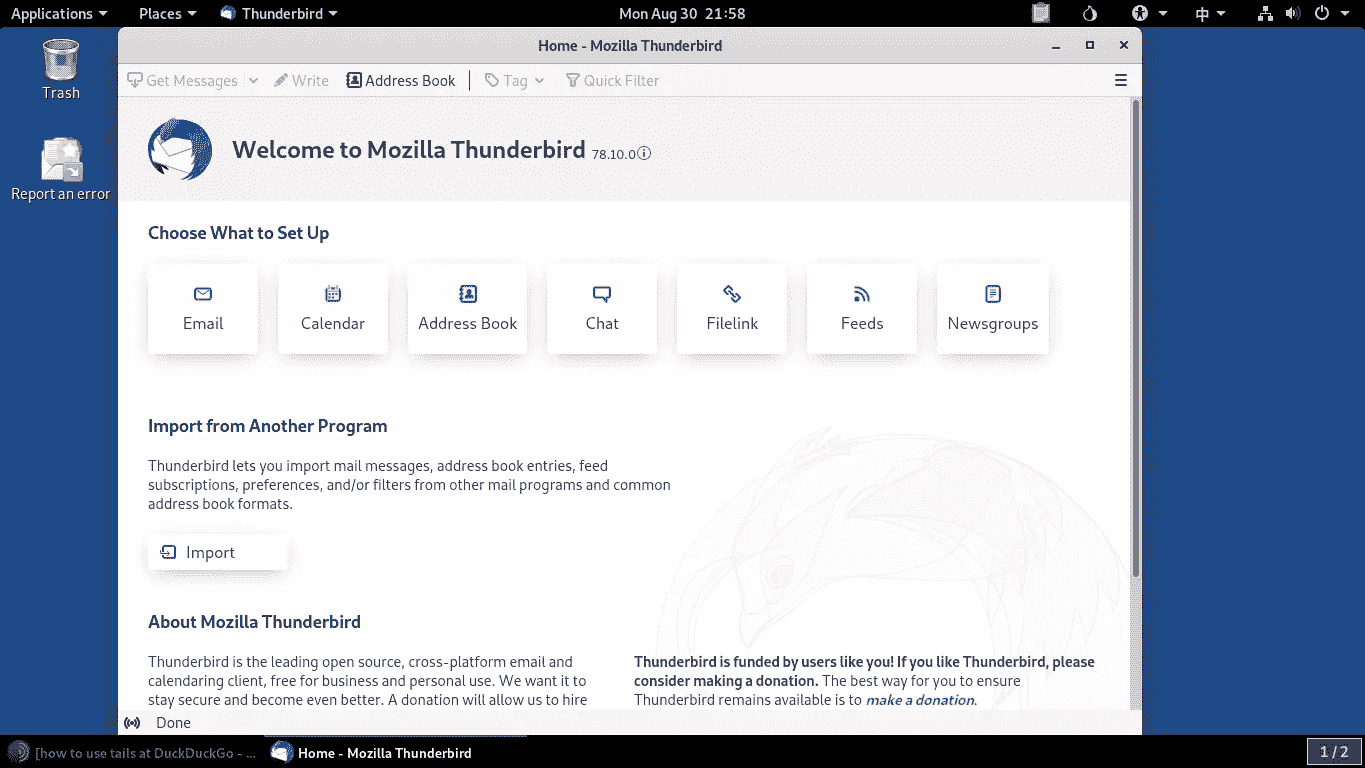 Applications Places Thunderbird Mon Aug 30 21:58 中
Home - Mozilla Thunderbird
Trash
Report an error
Get Messages Write Address Book Tag Quick Filter
Welcome to Mozilla Thunderbird 78.10.0
Choose What to Set Up
Email Calendar Address Book Chat Filelink Feeds Newsgroups
Import from Another Program
Thunderbird lets you import mail messages, address book entries, feed
subscriptions, preferences, and/or filters from other mail programs and common
address book formats.
Import
About Mozilla Thunderbird
Thunderbird is the leading open source, cross-platform email and
calendaring client, free for business and personal use. We want it to
stay secure and become even better. A donation will allow us to hire
Thunderbird is funded by users like you! If you like Thunderbird, please
consider making a donation. The best way for you to ensure
Thunderbird remains available is to make a donation.
Done
[how to use tails at DuckDuckGo - ... Home - Mozilla Thunderbird 1 / 2